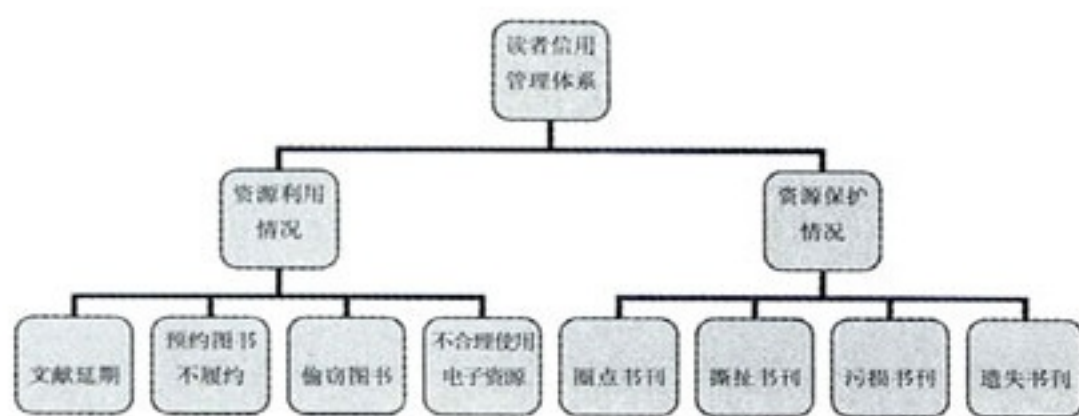 读者信用
管理体系
资源利用
情况
资源保护
情况
文献延期
预约图书
不履约
偷窃图书
不合理使用
电子资源
圈点书刊
撕扯书刊
污损书刊
遗失书刊